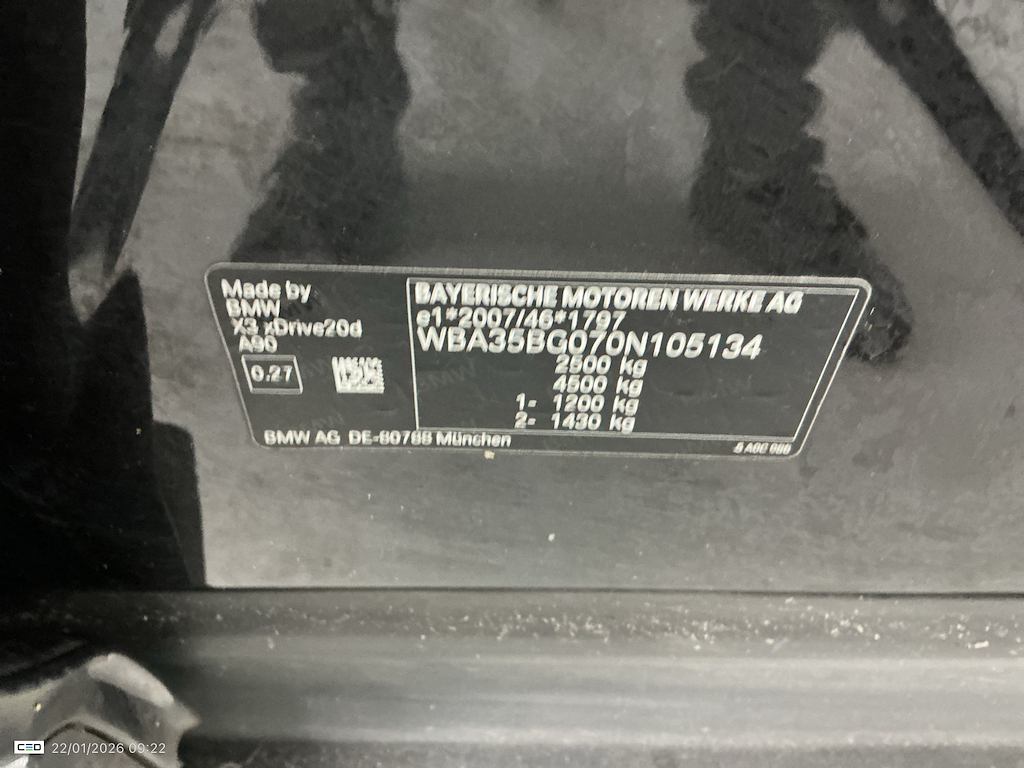 Made by
BMW
X3 xDrive20d
A90
0.27
BAYERISCHE MOTOREN WERKE AG
e1*2007/46*1797
WBA35BG070N105134
2500 kg
4500 kg
1- 1200 kg
2- 1430 kg
BMW AG DE-80788 München
CEO 22/01/2026 09:22